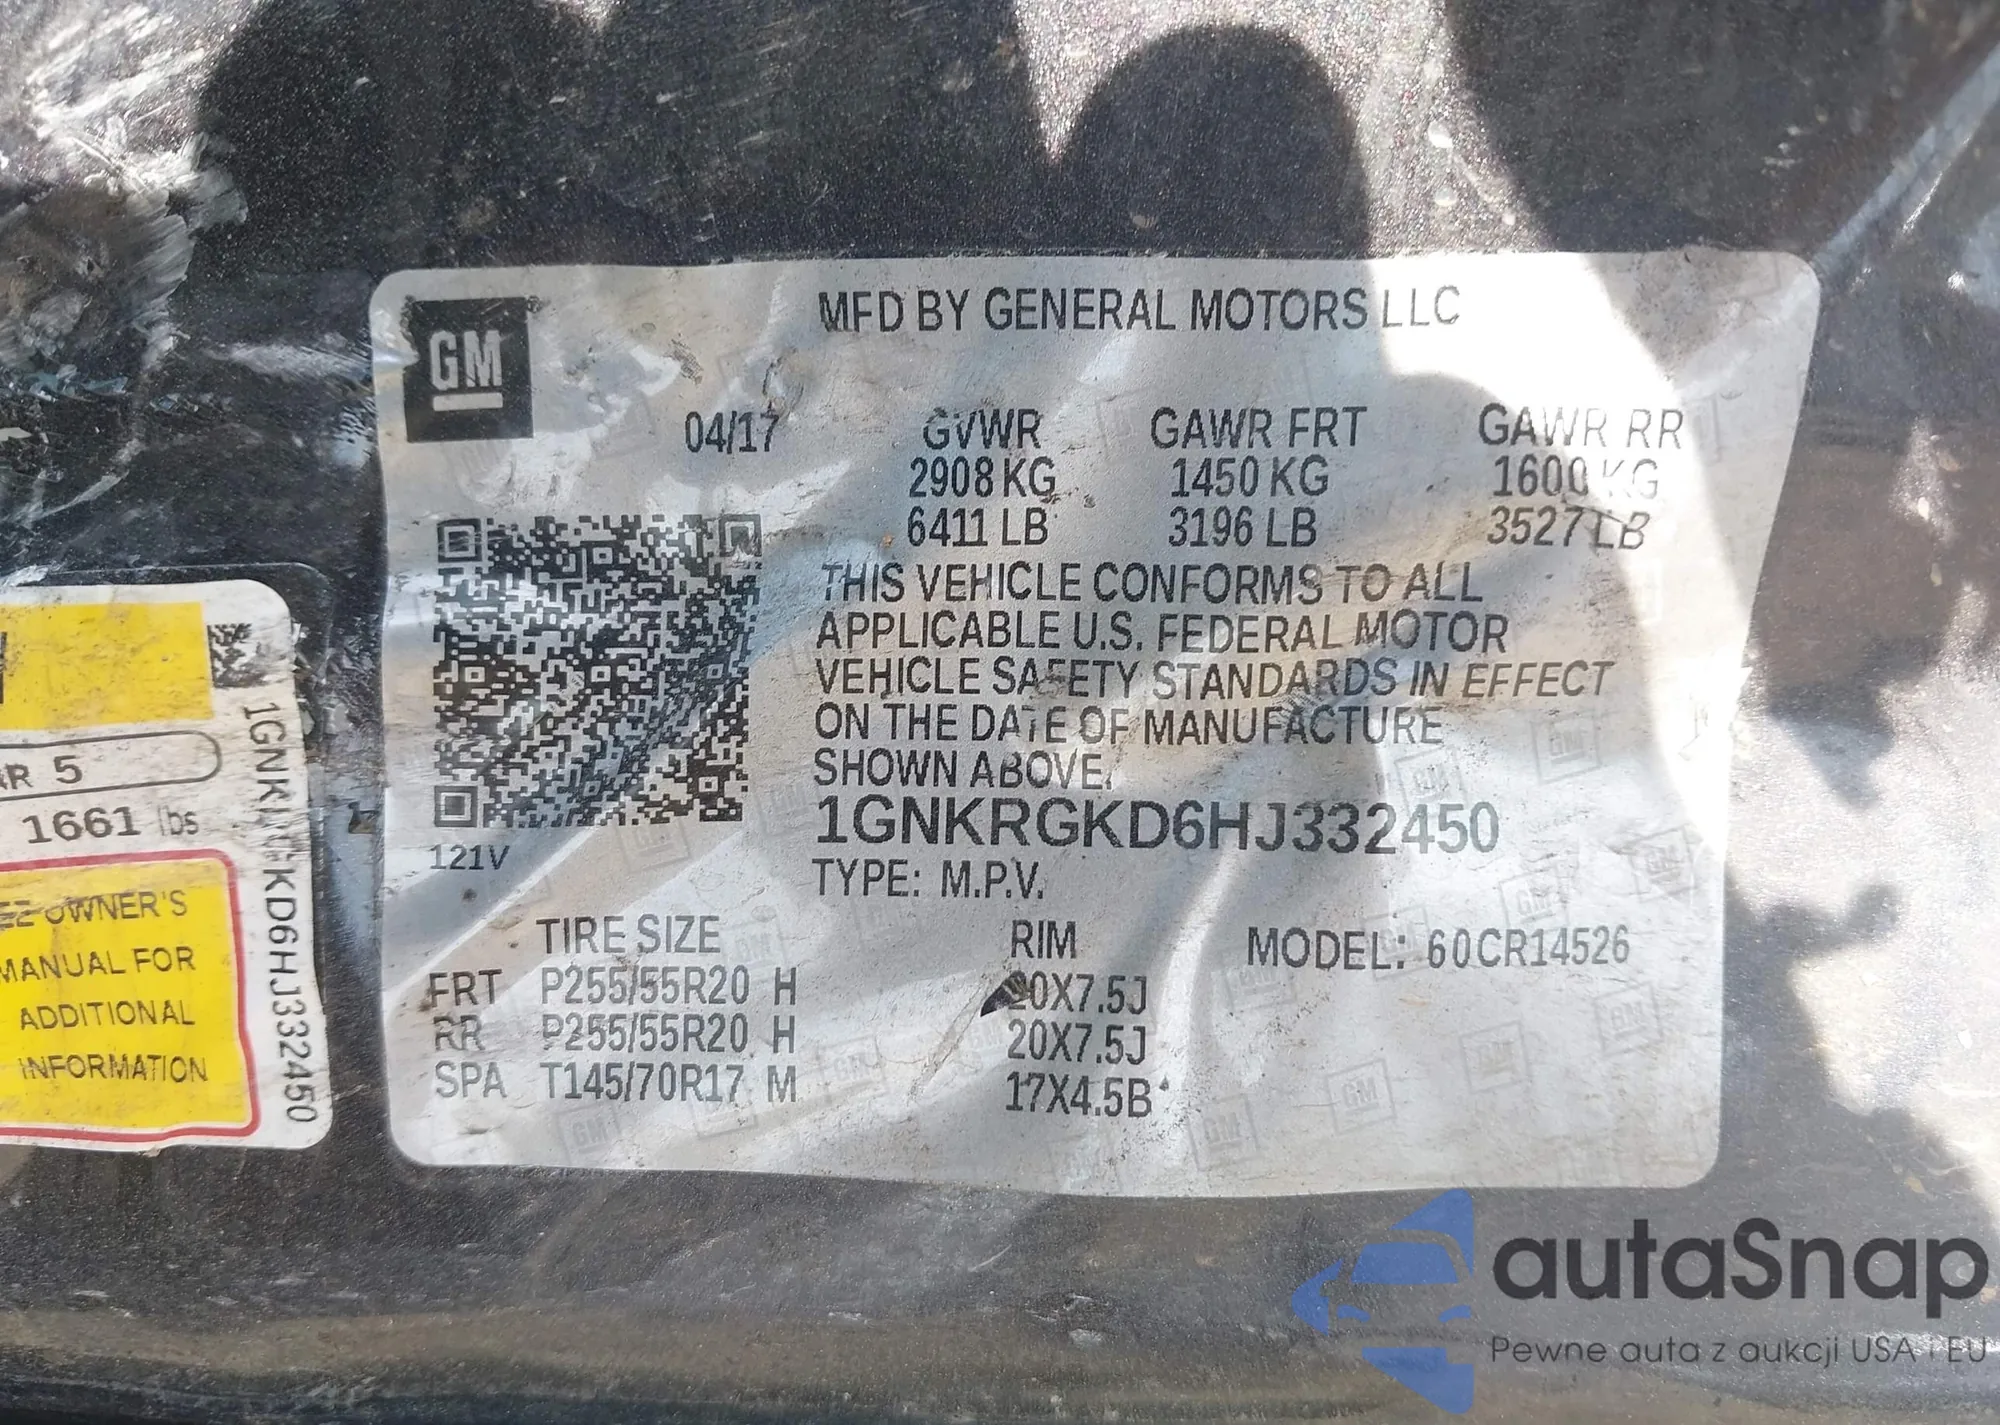 MFD BY GENERAL MOTORS LLC
GM
04/17
GVWR GAWR FRT GAWR RR
2908 KG 1450 KG 1600 KG
6411 LB 3196 LB 3527 LB
THIS VEHICLE CONFORMS TO ALL
APPLICABLE U.S. FEDERAL MOTOR
VEHICLE SAFETY STANDARDS IN EFFECT
ON THE DATE OF MANUFACTURE
SHOWN ABOVE.
1GNKRGKD6HJ332450
121V
TYPE: M.P.V.
TIRE SIZE RIM MODEL: 60CR14526
FRT P255/55R20 H 20X7.5J
RR P255/55R20 H 20X7.5J
SPA T145/70R17 M 17X4.5B
5
1661 lbs
OWNER'S
MANUAL FOR
ADDITIONAL
INFORMATION
1GNKRGKD6HJ332450
autaSnap
Pewne auta z aukcji USA i EU